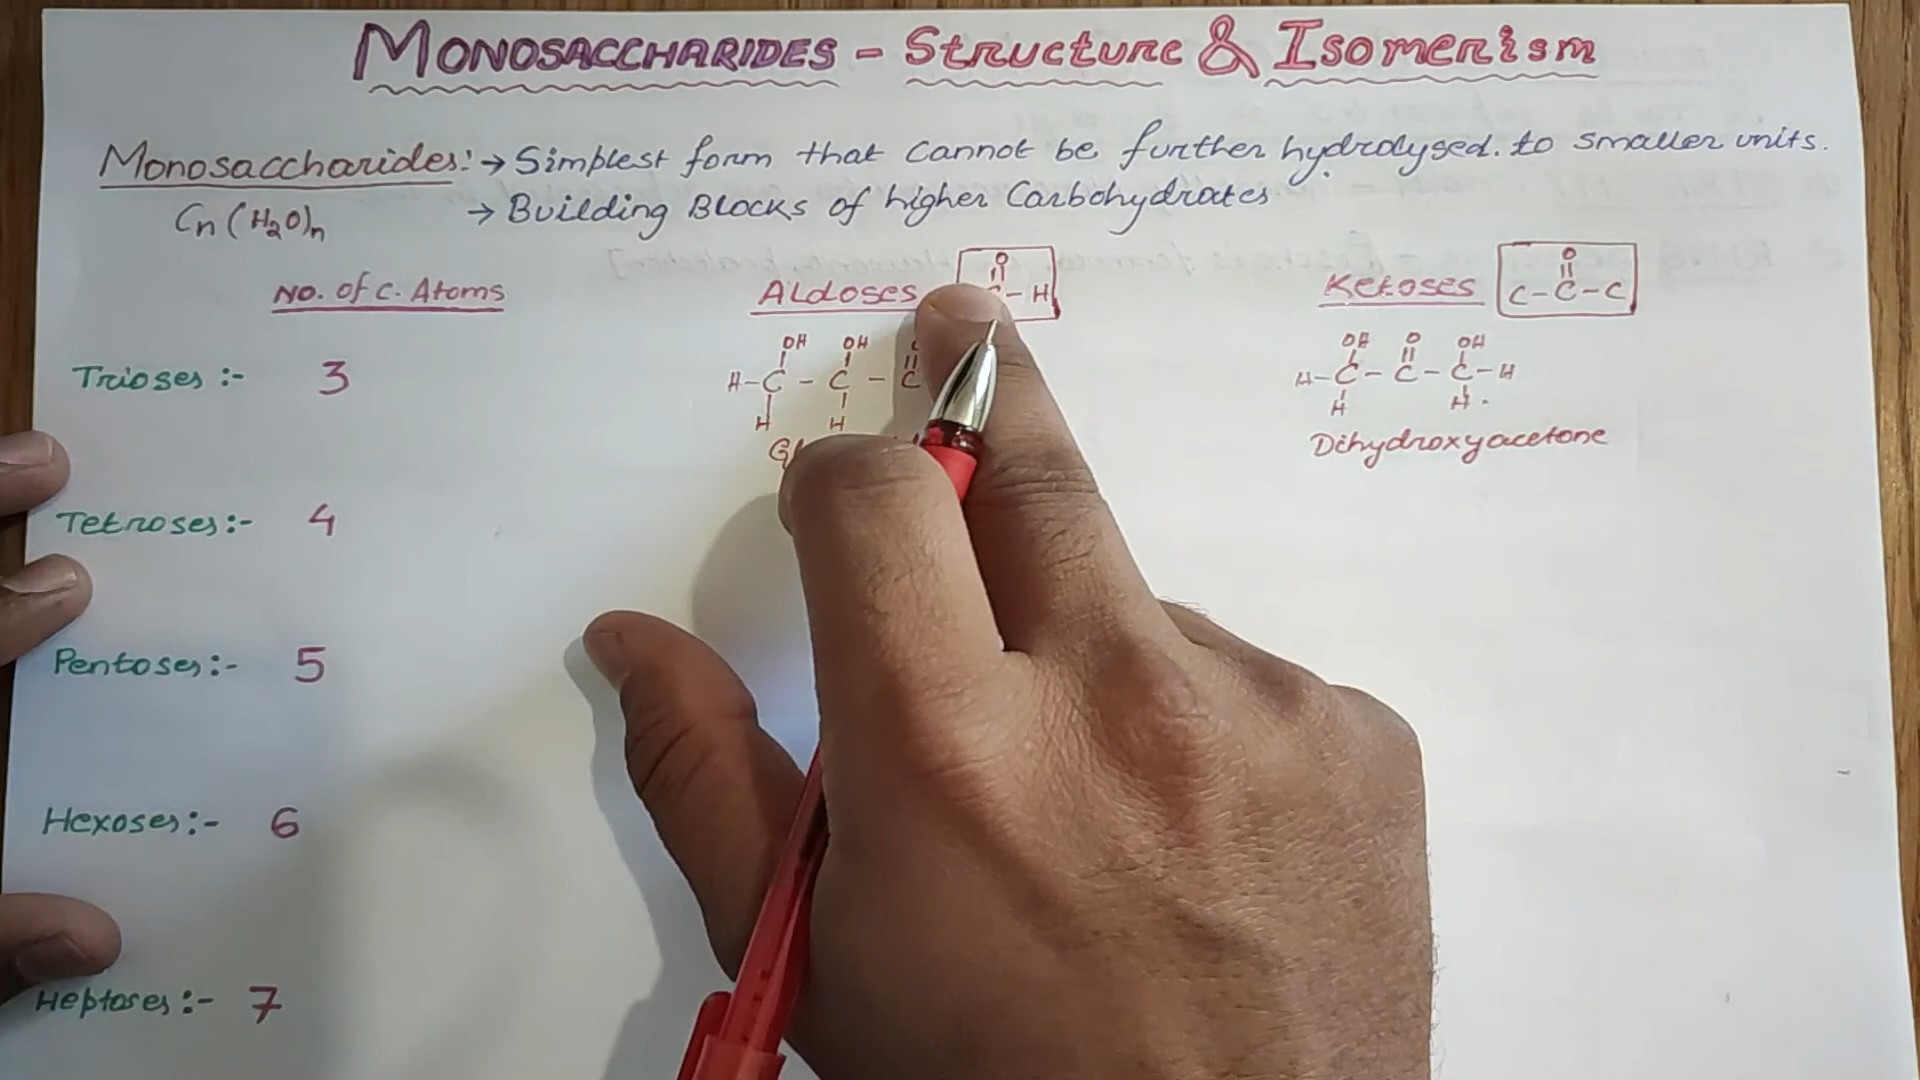 MONOSACCHARIDES - Structure & Isomerism
Monosaccharides:→ Simplest form that cannot be further hydrolysed. to smaller units.
Cn(H2O)n → Building Blocks of higher Carbohydrates
No. of C. Atoms Aldoses O - H Ketoses O C-C-C
Trioses :- 3
OH OH
H-C-C-C
H H
OH O OH
H-C-C-C-H
H H
Dihydroxyacetone
Tetroses:- 4
Pentoses:- 5
Hexoses:- 6
Heptoses:- 7